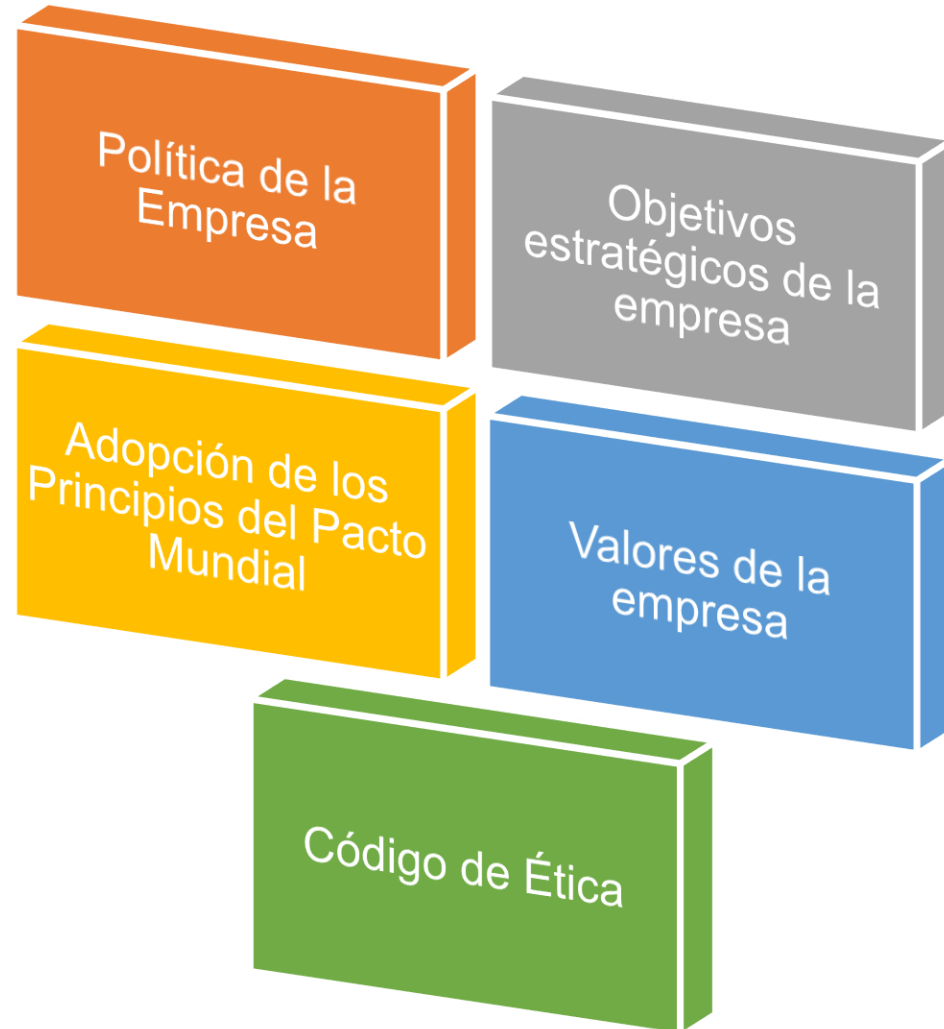 Política de la
Empresa
Objetivos
estratégicos de la
empresa
Adopción de los
Principios del Pacto
Mundial
Valores de la
empresa
Código de Ética